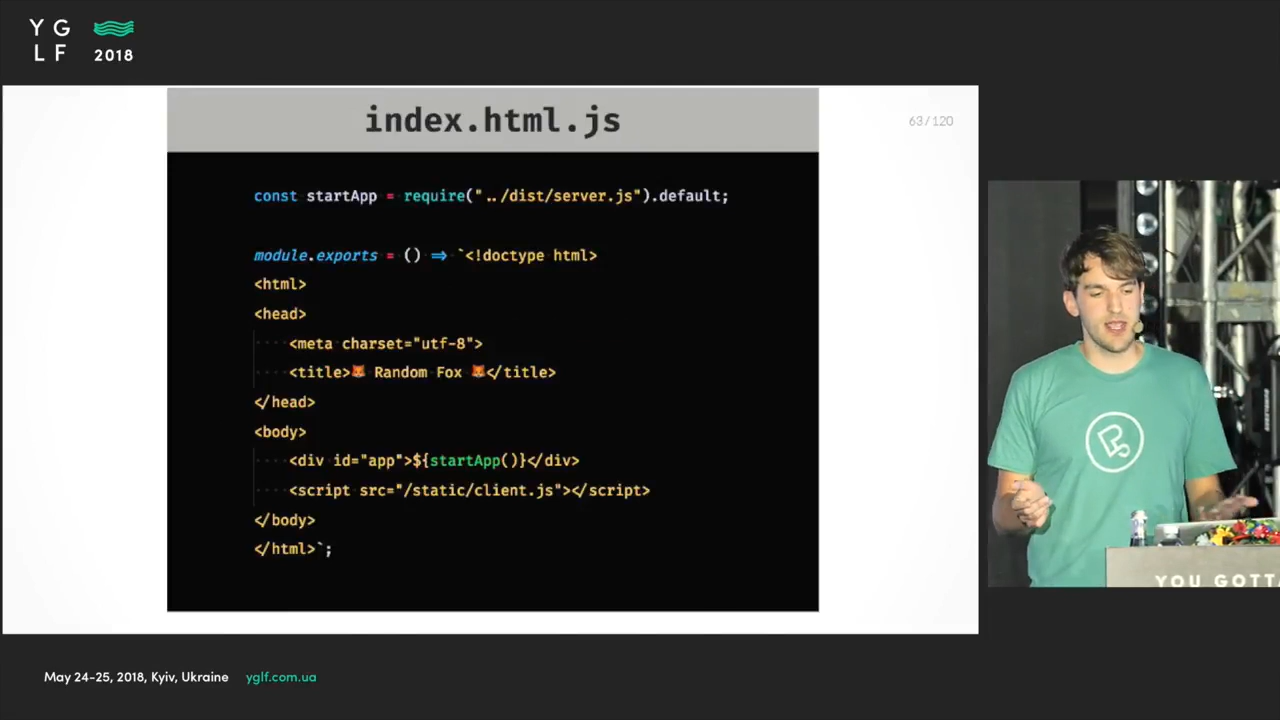 Y G
L F
2018
index.html.js
63/120
const startApp = require("../dist/server.js").default;
module.exports = () => `<!doctype html>
<html>
<head>
<meta charset="utf-8">
<title>🦊 Random Fox 🦊</title>
</head>
<body>
<div id="app">${startApp()}</div>
<script src="/static/client.js"></script>
</body>
</html>`;
YOU GOTTA
May 24-25, 2018, Kyiv, Ukraine yglf.com.ua